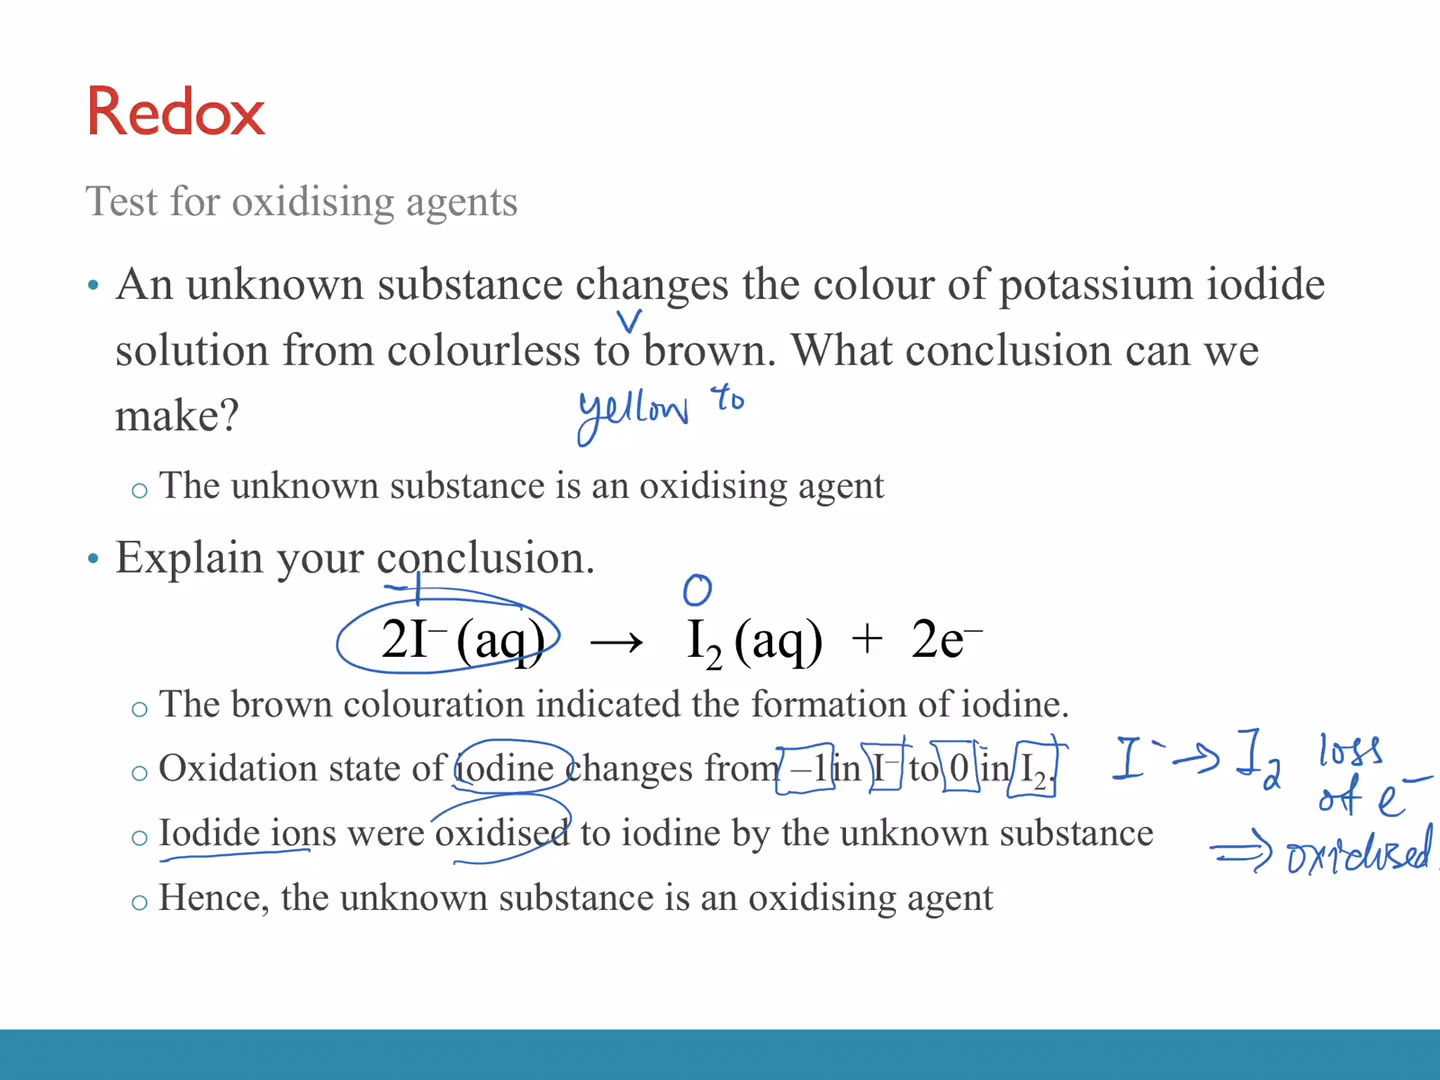 Redox
Test for oxidising agents
• An unknown substance changes the colour of potassium iodide
solution from colourless to brown. What conclusion can we
v
make?
yellow to
○ The unknown substance is an oxidising agent
• Explain your conclusion.
-1 0
2I⁻ (aq) → I₂ (aq) + 2e⁻
○ The brown colouration indicated the formation of iodine.
○ Oxidation state of iodine changes from –1 in I⁻ to 0 in I₂.
I⁻ → I₂ loss
of e⁻
○ Iodide ions were oxidised to iodine by the unknown substance
⇒ oxidised
○ Hence, the unknown substance is an oxidising agent